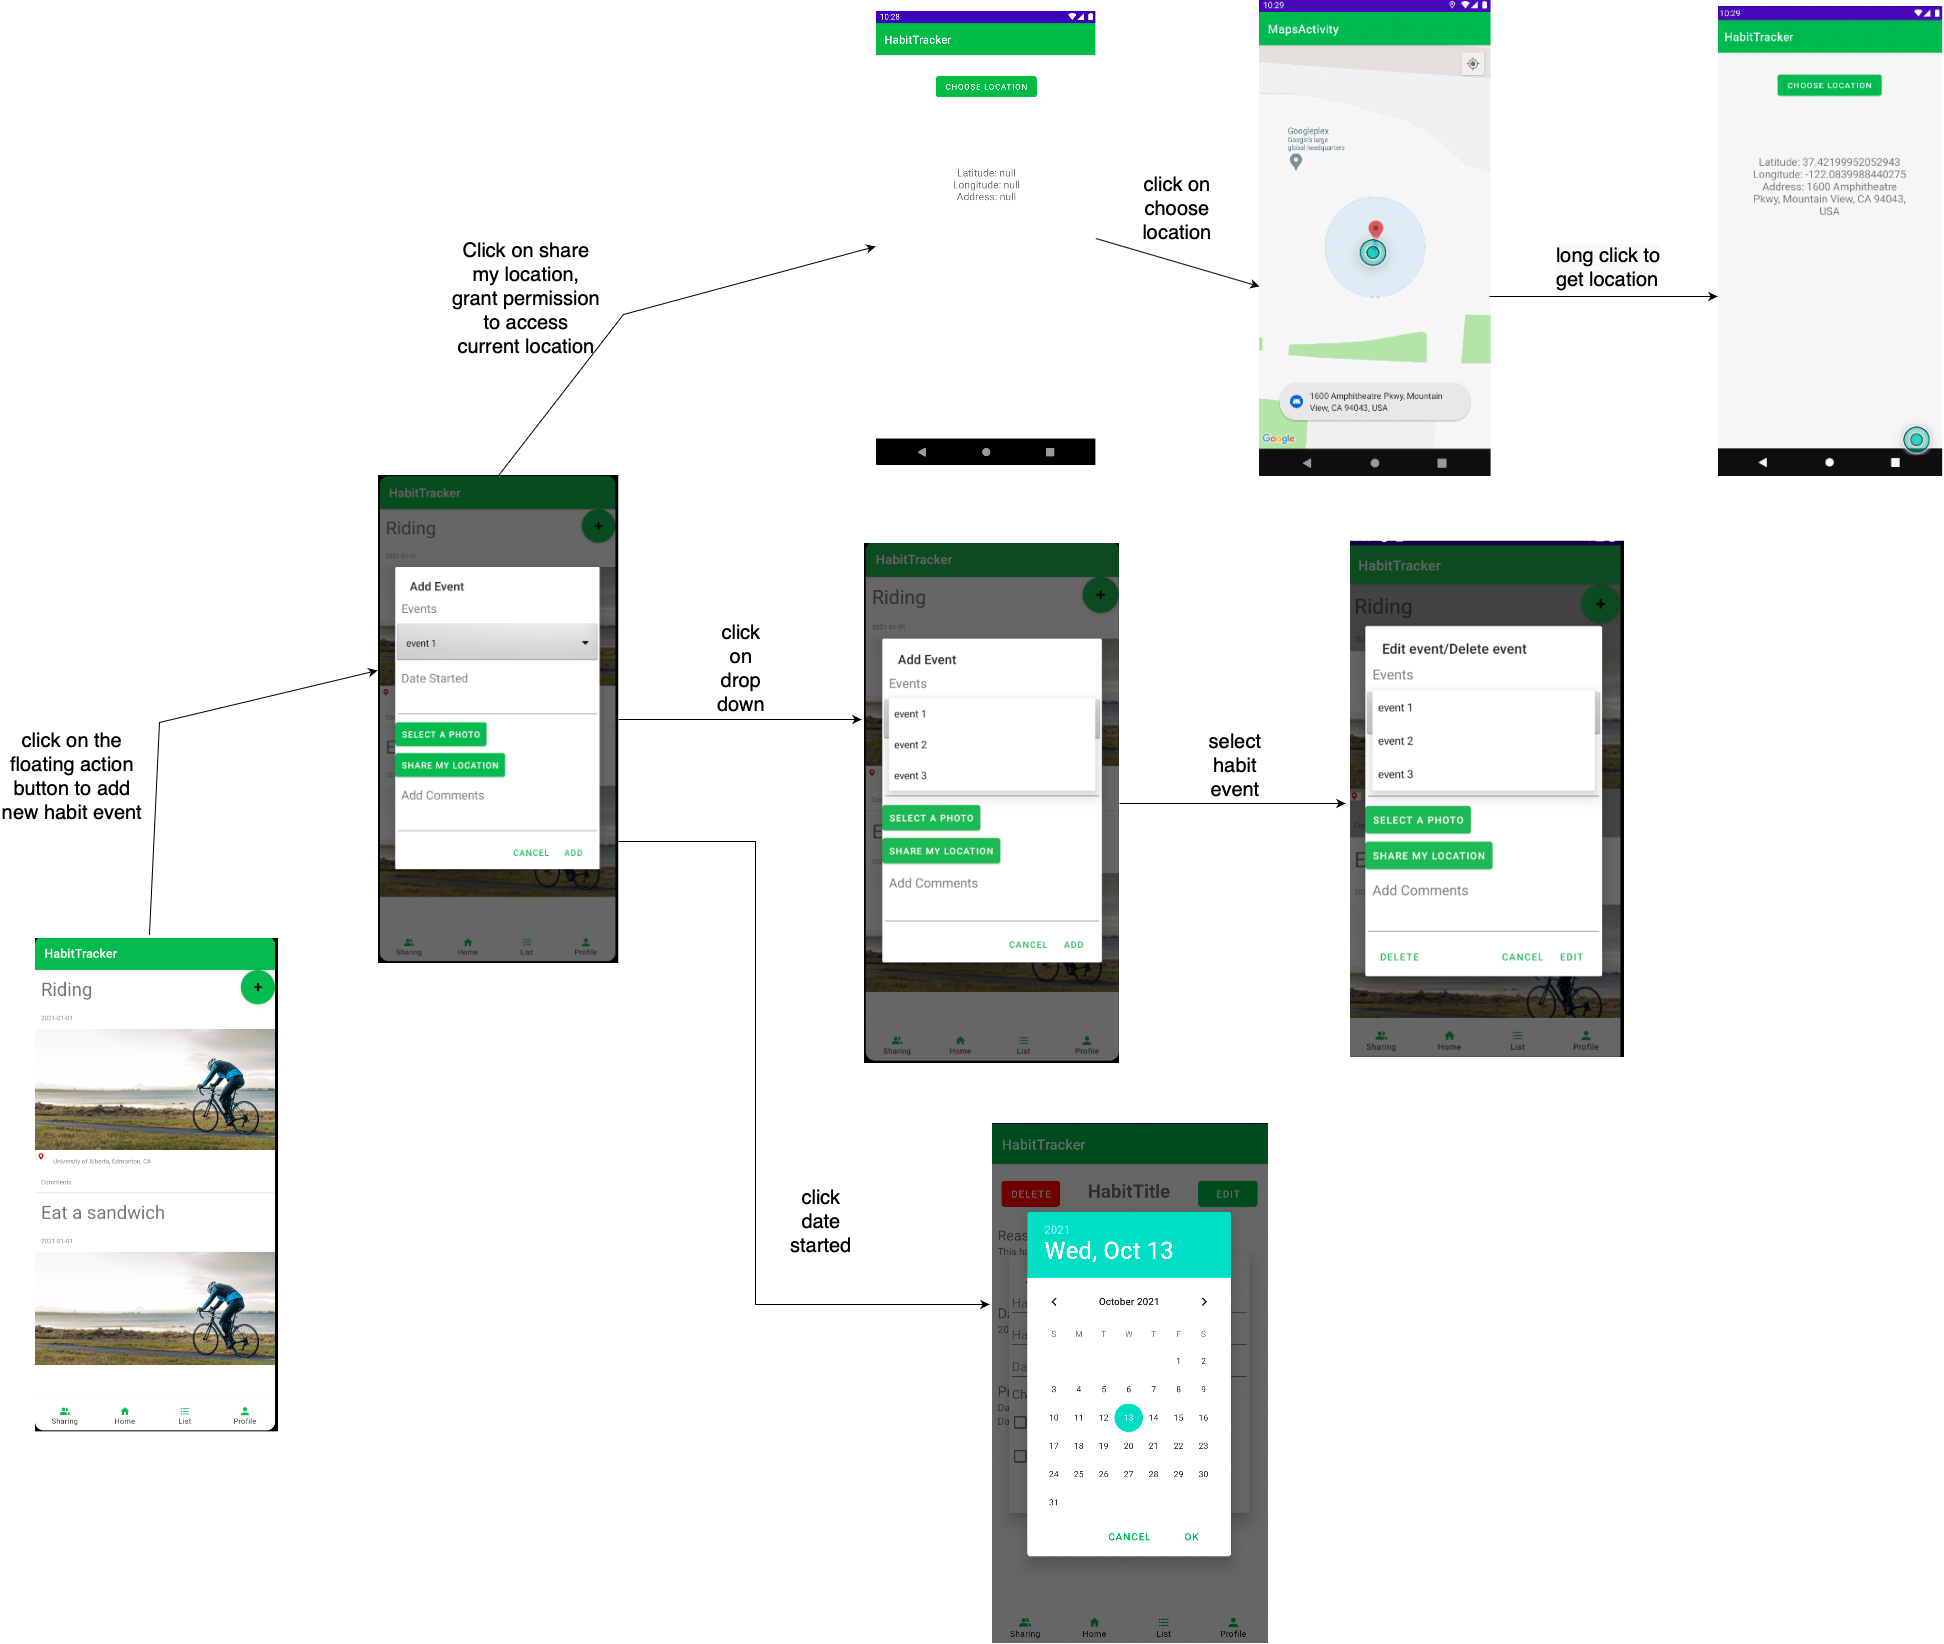 10:28
HabitTracker
CHOOSE LOCATION
Latitude: null
Longitude: null
Address: null
click on
choose
location
10:29
MapsActivity
Googleplex
Google's large
global headquarters
1600 Amphitheatre Pkwy, Mountain
View, CA 94043, USA
Google
long click to
get location
10:29
HabitTracker
CHOOSE LOCATION
Latitude: 37.42199952052943
Longitude: -122.0839988440275
Address: 1600 Amphitheatre
Pkwy, Mountain View, CA 94043,
USA
Click on share
my location,
grant permission
to access
current location
HabitTracker
Riding
+
2021-01-01
Add Event
Events
event 1
Date Started
SELECT A PHOTO
SHARE MY LOCATION
Add Comments
CANCEL ADD
Sharing Home List Profile
click
on
drop
down
HabitTracker
Riding
+
2021-01-01
Add Event
Events
event 1
event 2
event 3
SELECT A PHOTO
SHARE MY LOCATION
Add Comments
CANCEL ADD
Sharing Home List Profile
select
habit
event
HabitTracker
Riding
+
Edit event/Delete event
Events
event 1
event 2
event 3
SELECT A PHOTO
SHARE MY LOCATION
Add Comments
DELETE CANCEL EDIT
Sharing Home List Profile
click on the
floating action
button to add
new habit event
HabitTracker
Riding
+
2021-01-01
University of Alberta, Edmonton, CA
Comments
Eat a sandwich
2021-01-01
Sharing Home List Profile
click
date
started
HabitTracker
DELETE HabitTitle EDIT
Reas
This ha
2021
Wed, Oct 13
October 2021
S M T W T F S
1 2
3 4 5 6 7 8 9
10 11 12 13 14 15 16
17 18 19 20 21 22 23
24 25 26 27 28 29 30
31
CANCEL OK
Sharing Home List Profile